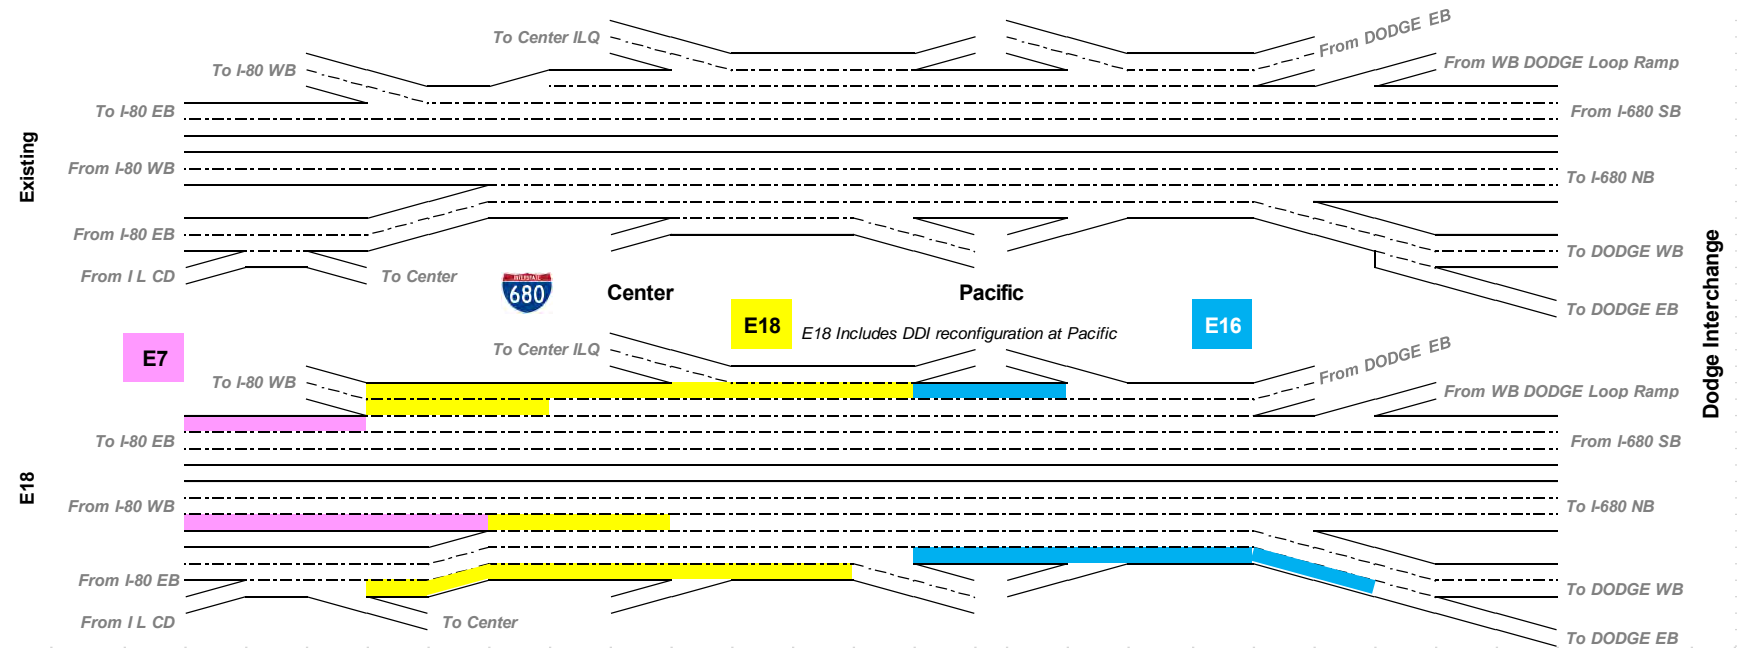 To Center ILQ
From DODGE EB
To I-80 WB
From WB DODGE Loop Ramp
To I-80 EB
From I-680 SB
Existing
From I-80 WB
To I-680 NB
From I-80 EB
To DODGE WB
From I L CD
To Center
INTERSTATE
680
Center
Pacific
To DODGE EB
Dodge Interchange
E7
E18
E18 Includes DDI reconfiguration at Pacific
E16
To Center ILQ
From DODGE EB
To I-80 WB
From WB DODGE Loop Ramp
To I-80 EB
From I-680 SB
E18
From I-80 WB
To I-680 NB
From I-80 EB
To DODGE WB
From I L CD
To Center
To DODGE EB